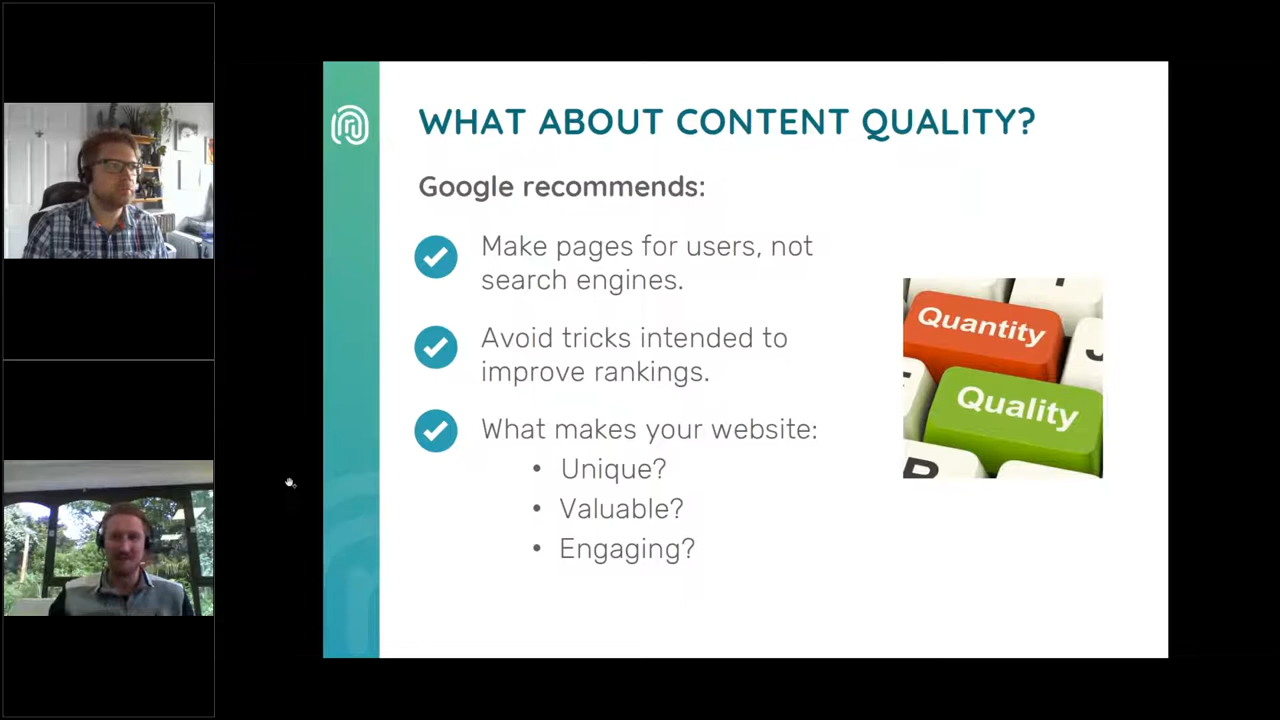 WHAT ABOUT CONTENT QUALITY?
Google recommends:
Make pages for users, not
search engines.
Avoid tricks intended to
improve rankings.
What makes your website:
• Unique?
• Valuable?
• Engaging?
Quantity
Quality